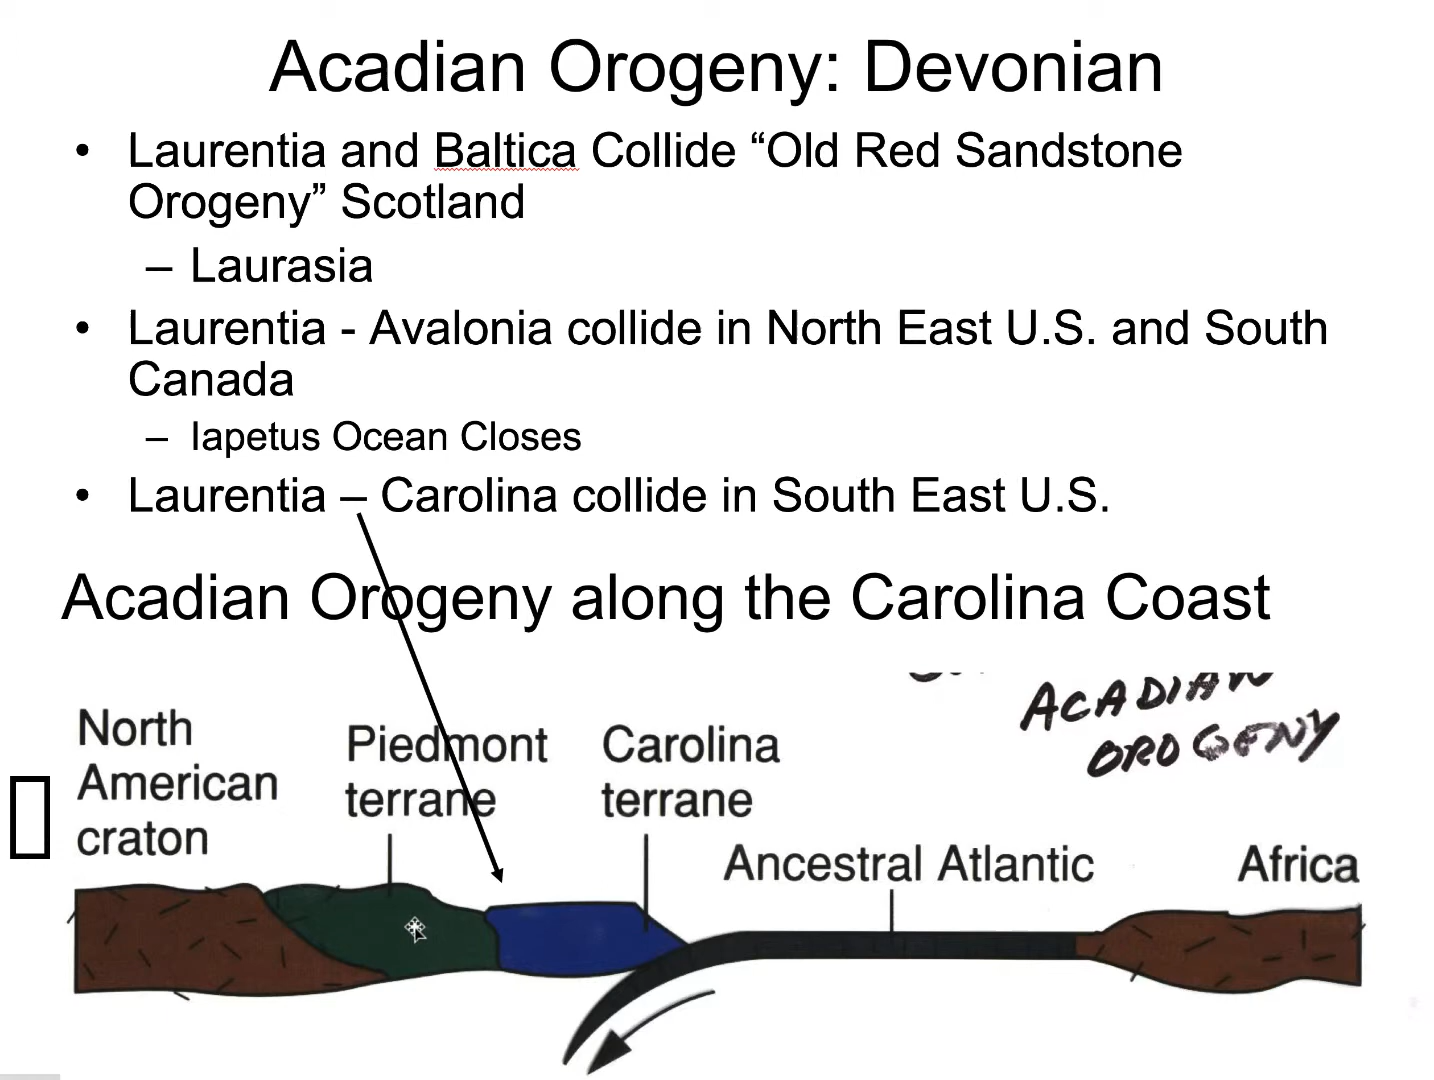 Acadian Orogeny: Devonian
• Laurentia and Baltica Collide “Old Red Sandstone
Orogeny” Scotland
– Laurasia
• Laurentia - Avalonia collide in North East U.S. and South
Canada
– Iapetus Ocean Closes
• Laurentia – Carolina collide in South East U.S.
Acadian Orogeny along the Carolina Coast
ACADIAN
OROGENY
North
American
craton
Piedmont
terrane
Carolina
terrane
Ancestral Atlantic
Africa